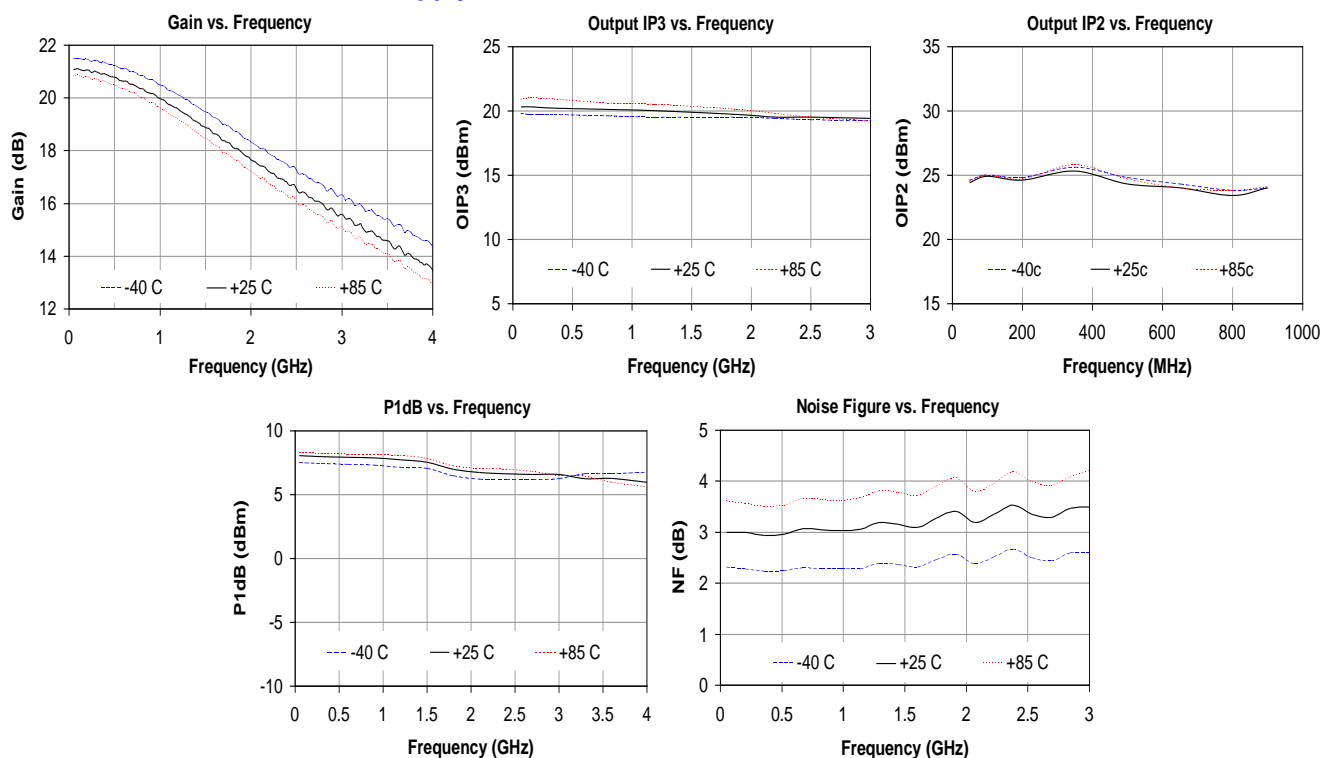 Gain vs. Frequency
Gain (dB)
22
20
18
16
14
12
-40 C
+25 C
+85 C
0
1
2
3
4
Frequency (GHz)
Output IP3 vs. Frequency
OIP3 (dBm)
25
20
15
10
5
-40 C
+25 C
+85 C
0
0.5
1
1.5
2
2.5
3
Frequency (GHz)
Output IP2 vs. Frequency
OIP2 (dBm)
35
30
25
20
15
-40c
+25c
+85c
0
200
400
600
800
1000
Frequency (MHz)
P1dB vs. Frequency
P1dB (dBm)
10
5
0
-5
-10
-40 C
+25 C
+85 C
0
0.5
1
1.5
2
2.5
3
3.5
4
Frequency (GHz)
Noise Figure vs. Frequency
NF (dB)
5
4
3
2
1
0
-40 C
+25 C
+85 C
0
0.5
1
1.5
2
2.5
3
Frequency (GHz)